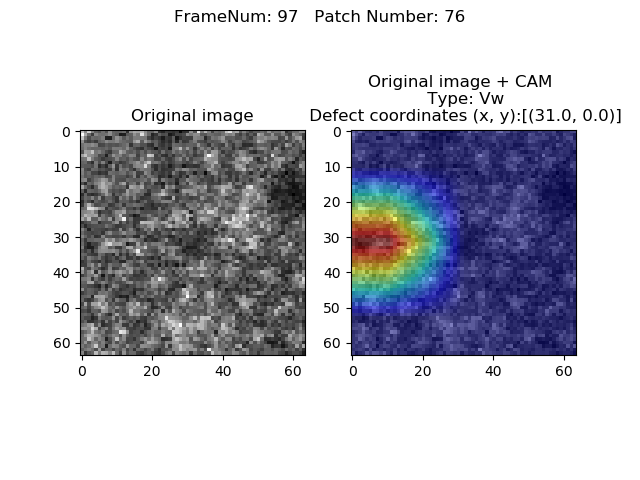 FrameNum: 97   Patch Number: 76
Original image
0
10
20
30
40
50
60
0 20 40 60
Original image + CAM
Type: Vw
Defect coordinates (x, y):[(31.0, 0.0)]
0
10
20
30
40
50
60
0 20 40 60